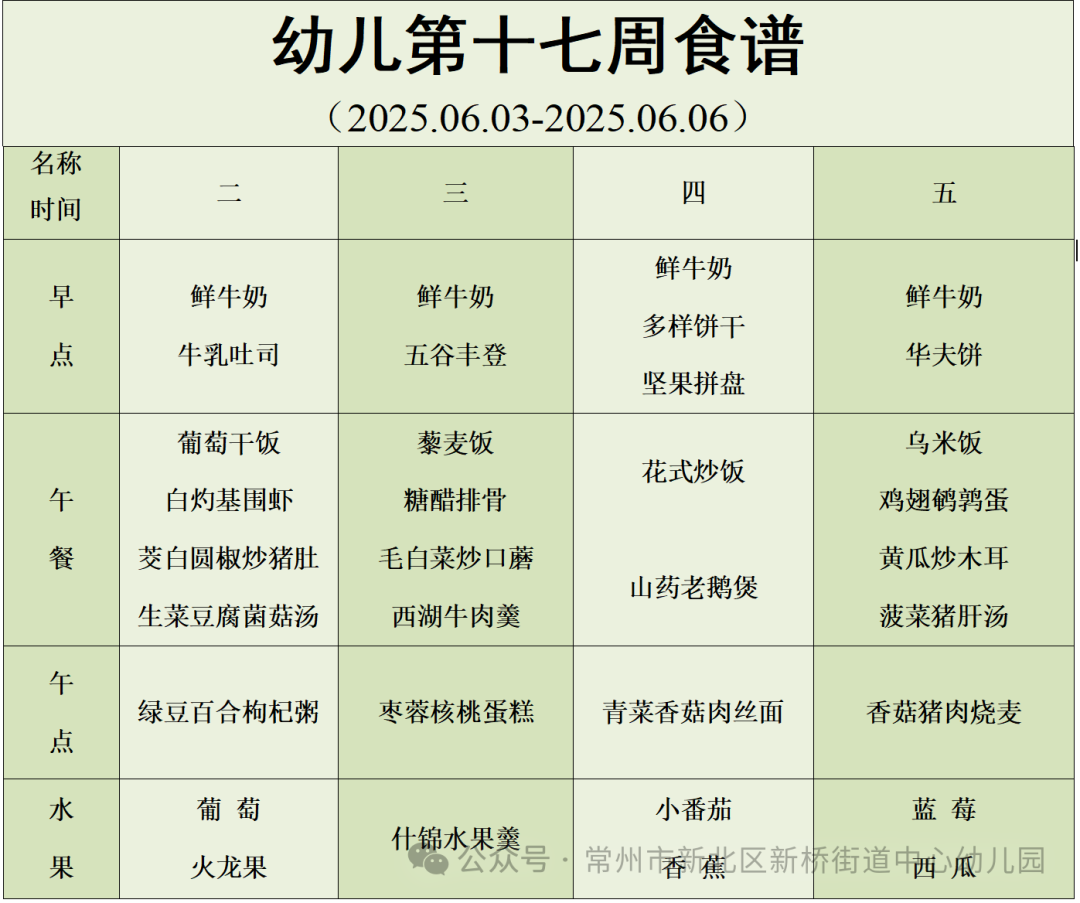 幼儿第十七周食谱
（2025.06.03-2025.06.06）
名称
时间
二
三
四
五
早
点
鲜牛奶
牛乳吐司
鲜牛奶
五谷丰登
鲜牛奶
多样饼干
坚果拼盘
鲜牛奶
华夫饼
午
餐
葡萄干饭
白灼基围虾
茭白圆椒炒猪肚
生菜豆腐菌菇汤
藜麦饭
糖醋排骨
毛白菜炒口蘑
西湖牛肉羹
花式炒饭
山药老鹅煲
乌米饭
鸡翅鹌鹑蛋
黄瓜炒木耳
菠菜猪肝汤
午
点
绿豆百合枸杞粥
枣蓉核桃蛋糕
青菜香菇肉丝面
香菇猪肉烧麦
水
果
葡 萄
火龙果
什锦水果羹
小番茄
香 蕉
蓝 莓
西 瓜
公众号 · 常州市新北区新桥街道中心幼儿园